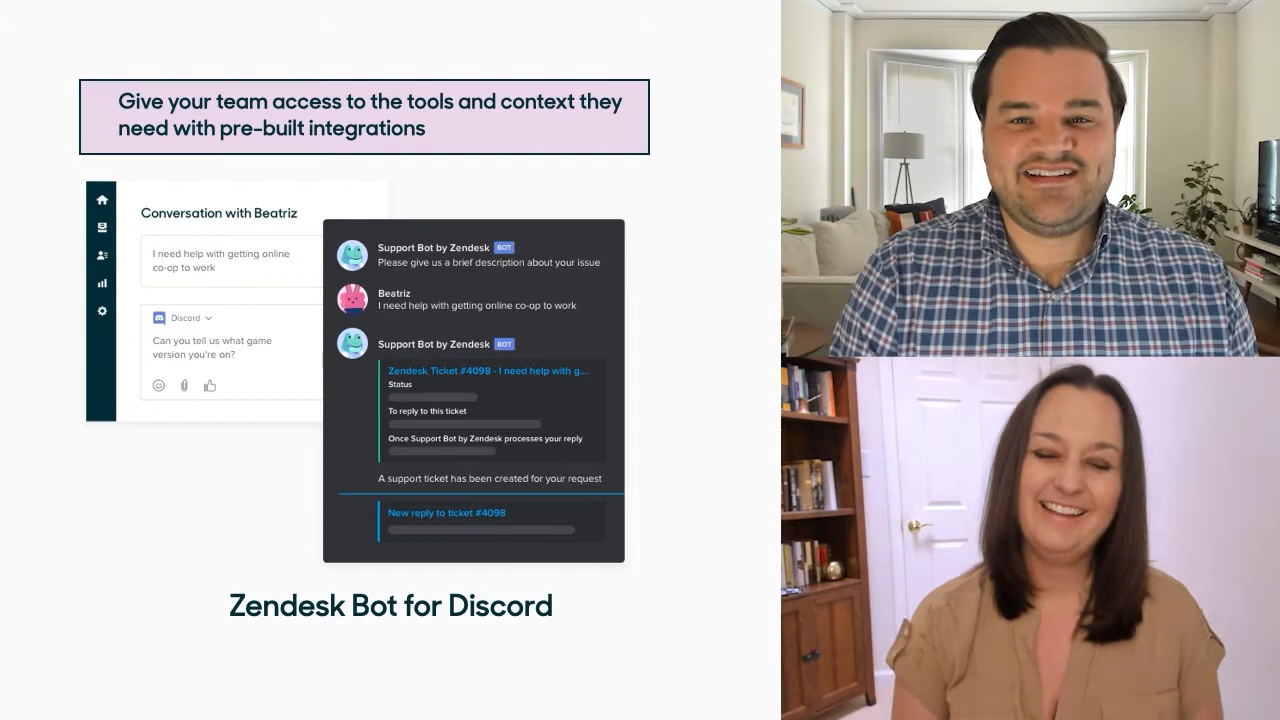 Give your team access to the tools and context they
need with pre-built integrations
Conversation with Beatriz
I need help with getting online
co-op to work
Discord
Can you tell us what game
version you're on?
Support Bot by Zendesk BOT
Please give us a brief description about your issue
Beatriz
I need help with getting online co-op to work
Support Bot by Zendesk BOT
Zendesk Ticket #4098 - I need help with g....
Status
To reply to this ticket
Once Support Bot by Zendesk processes your reply
A support ticket has been created for your request
New reply to ticket #4098
Zendesk Bot for Discord